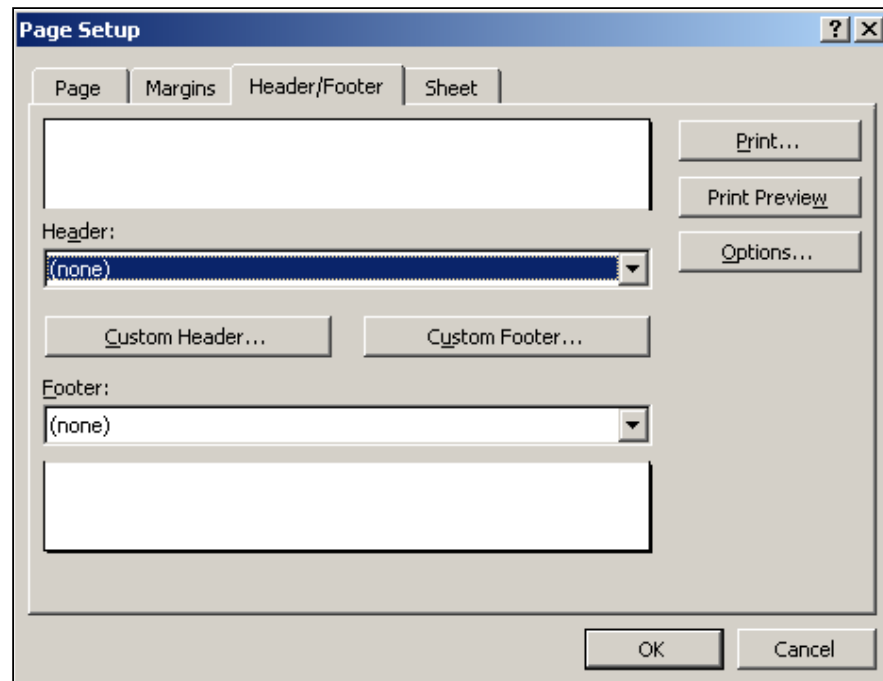 Page Setup
Page Margins Header/Footer Sheet
Print...
Print Preview
Header:
(none)
Options...
Custom Header... Custom Footer...
Footer:
(none)
OK Cancel